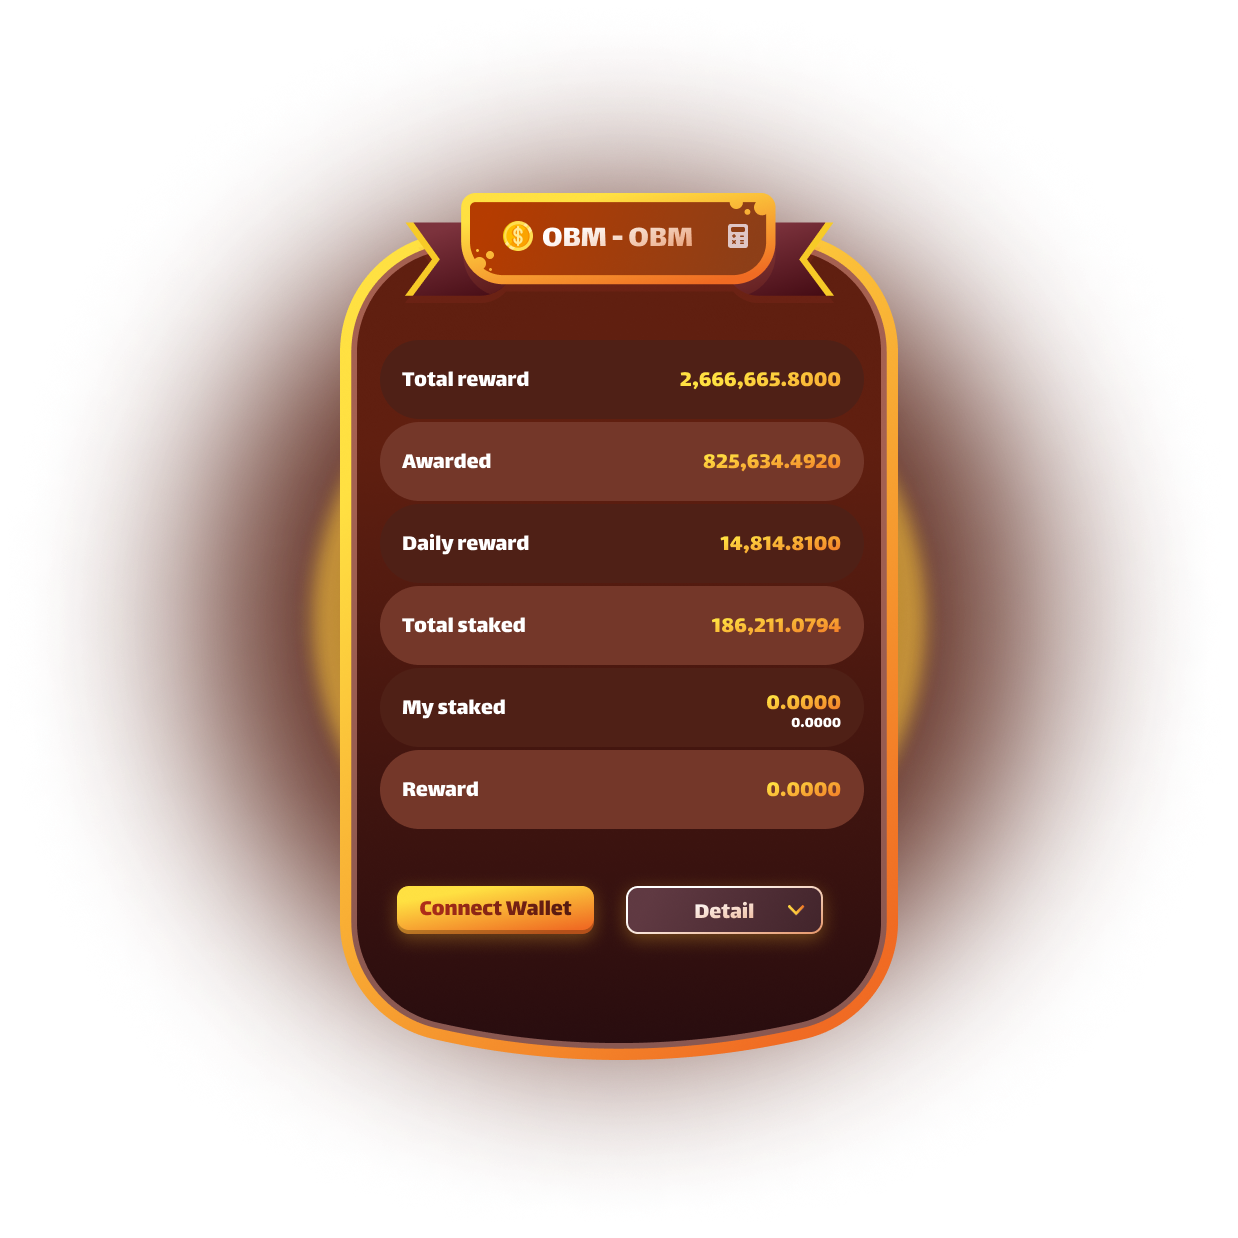 OBM - OBM
Total reward 2,666,665.8000
Awarded 825,634.4920
Daily reward 14,814.8100
Total staked 186,211.0794
My staked 0.0000
0.0000
Reward 0.0000
Connect Wallet Detail